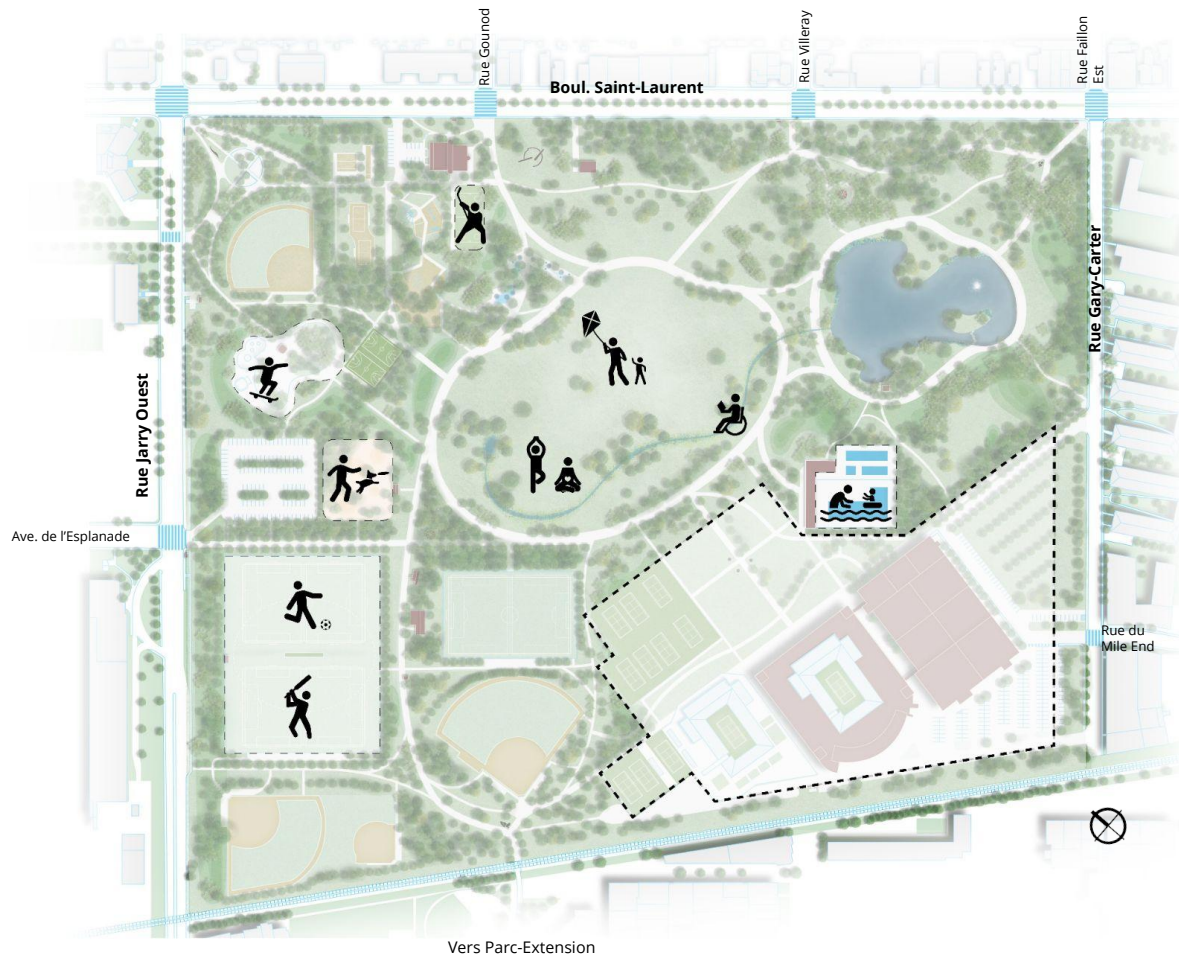 Rue Gounod
Rue Villeray
Rue Faillon
Est
Boul. Saint-Laurent
Rue Gary-Carter
Rue Jarry Ouest
Ave. de l’Esplanade
Rue du
Mile End
Vers Parc-Extension